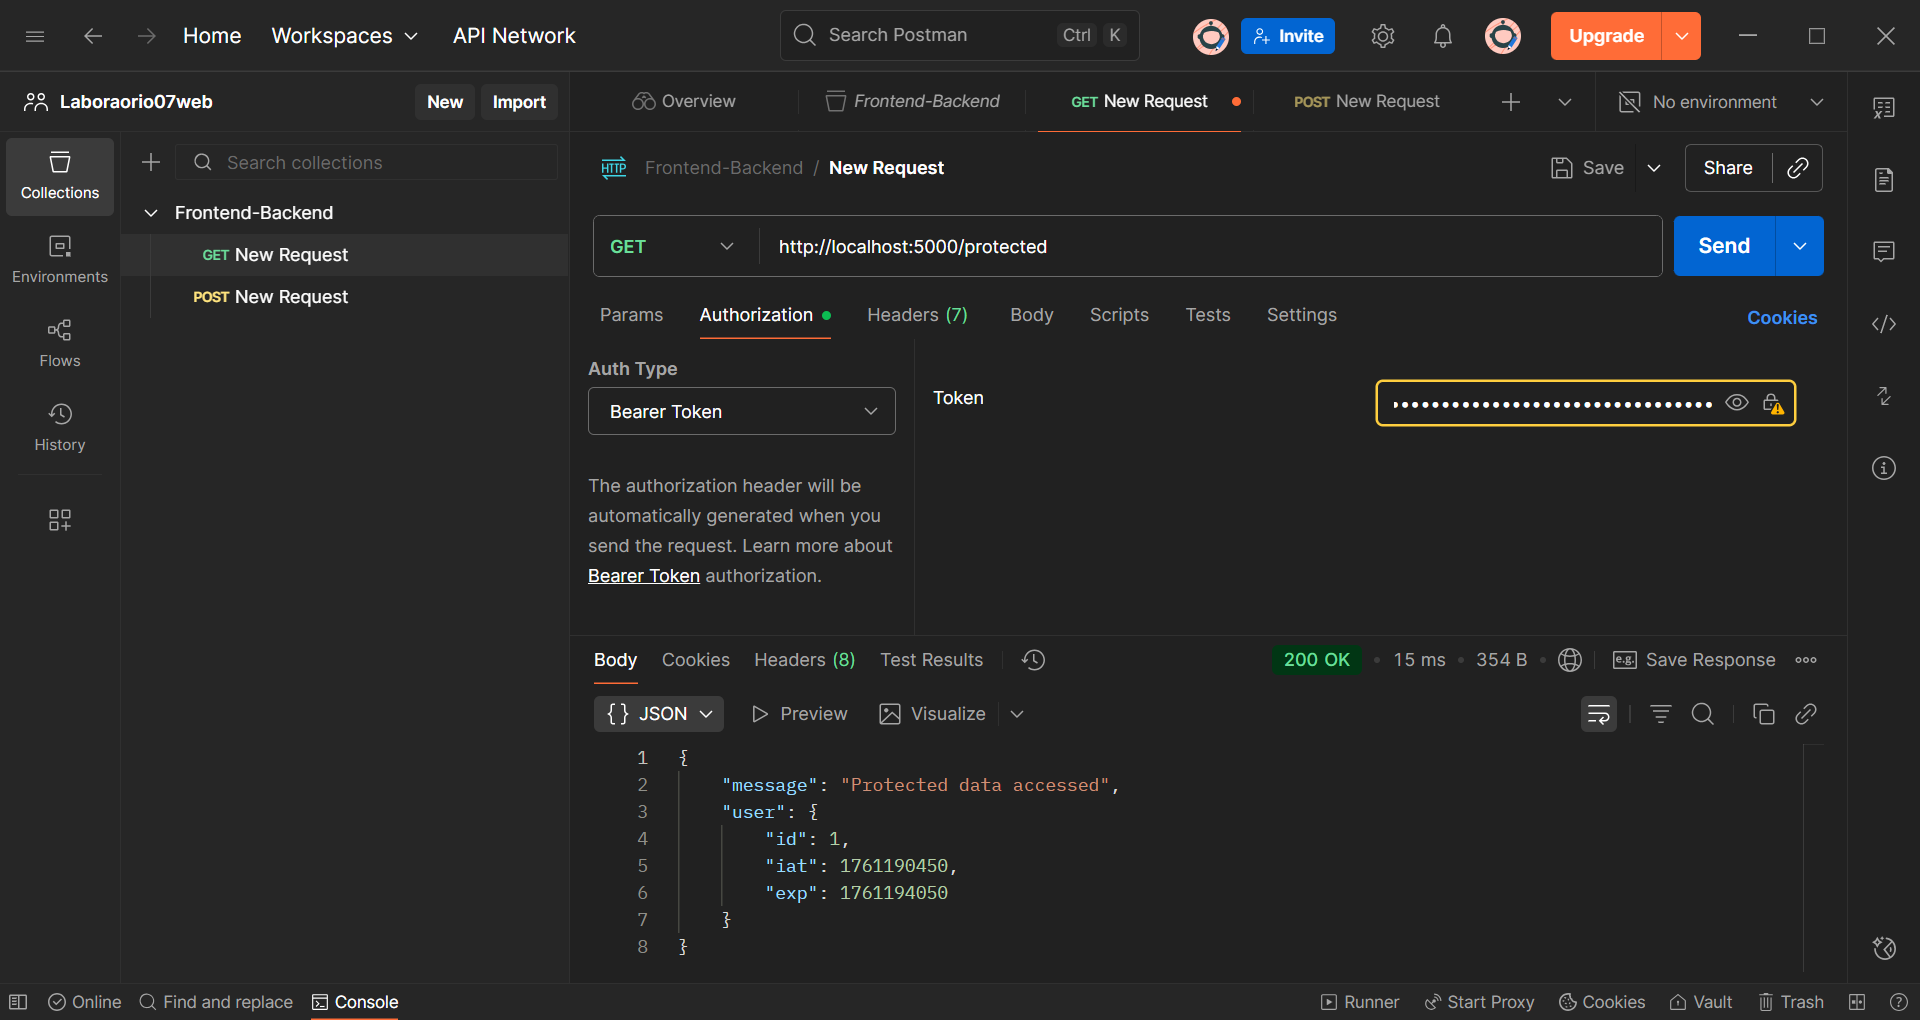 Home Workspaces API Network Search Postman Ctrl K Invite Upgrade
Laboraorio07web New Import Overview Frontend-Backend GET New Request POST New Request No environment
Collections
Environments
Flows
History
Search collections
Frontend-Backend
GET New Request
POST New Request
HTTP Frontend-Backend / New Request Save Share
GET http://localhost:5000/protected Send
Params Authorization Headers (7) Body Scripts Tests Settings Cookies
Auth Type
Bearer Token
Token
The authorization header will be
automatically generated when you
send the request. Learn more about
Bearer Token authorization.
Body Cookies Headers (8) Test Results 200 OK • 15 ms • 354 B • e.g. Save Response
{} JSON Preview Visualize
1 {
2 "message": "Protected data accessed",
3 "user": {
4 "id": 1,
5 "iat": 1761190450,
6 "exp": 1761194050
7 }
8 }
Online Find and replace Console Runner Start Proxy Cookies Vault Trash